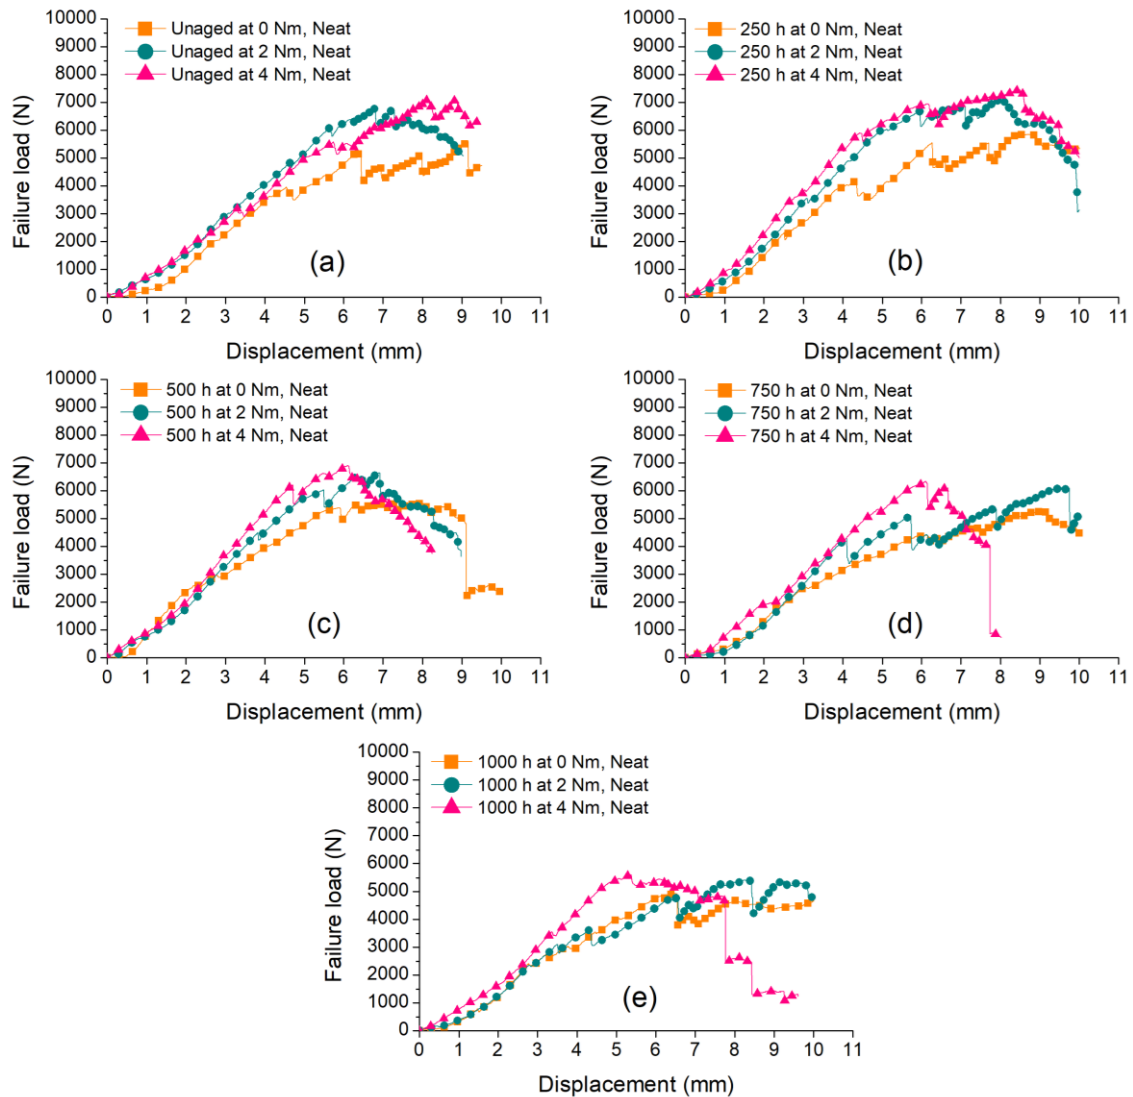 10000
9000
8000
7000
6000
5000
4000
3000
2000
1000
0
Failure load (N)
Unaged at 0 Nm, Neat
Unaged at 2 Nm, Neat
Unaged at 4 Nm, Neat
(a)
0 1 2 3 4 5 6 7 8 9 10 11
Displacement (mm)
10000
9000
8000
7000
6000
5000
4000
3000
2000
1000
0
Failure load (N)
250 h at 0 Nm, Neat
250 h at 2 Nm, Neat
250 h at 4 Nm, Neat
(b)
0 1 2 3 4 5 6 7 8 9 10 11
Displacement (mm)
10000
9000
8000
7000
6000
5000
4000
3000
2000
1000
0
Failure load (N)
500 h at 0 Nm, Neat
500 h at 2 Nm, Neat
500 h at 4 Nm, Neat
(c)
0 1 2 3 4 5 6 7 8 9 10 11
Displacement (mm)
10000
9000
8000
7000
6000
5000
4000
3000
2000
1000
0
Failure load (N)
750 h at 0 Nm, Neat
750 h at 2 Nm, Neat
750 h at 4 Nm, Neat
(d)
0 1 2 3 4 5 6 7 8 9 10 11
Displacement (mm)
10000
9000
8000
7000
6000
5000
4000
3000
2000
1000
0
Failure load (N)
1000 h at 0 Nm, Neat
1000 h at 2 Nm, Neat
1000 h at 4 Nm, Neat
(e)
0 1 2 3 4 5 6 7 8 9 10 11
Displacement (mm)